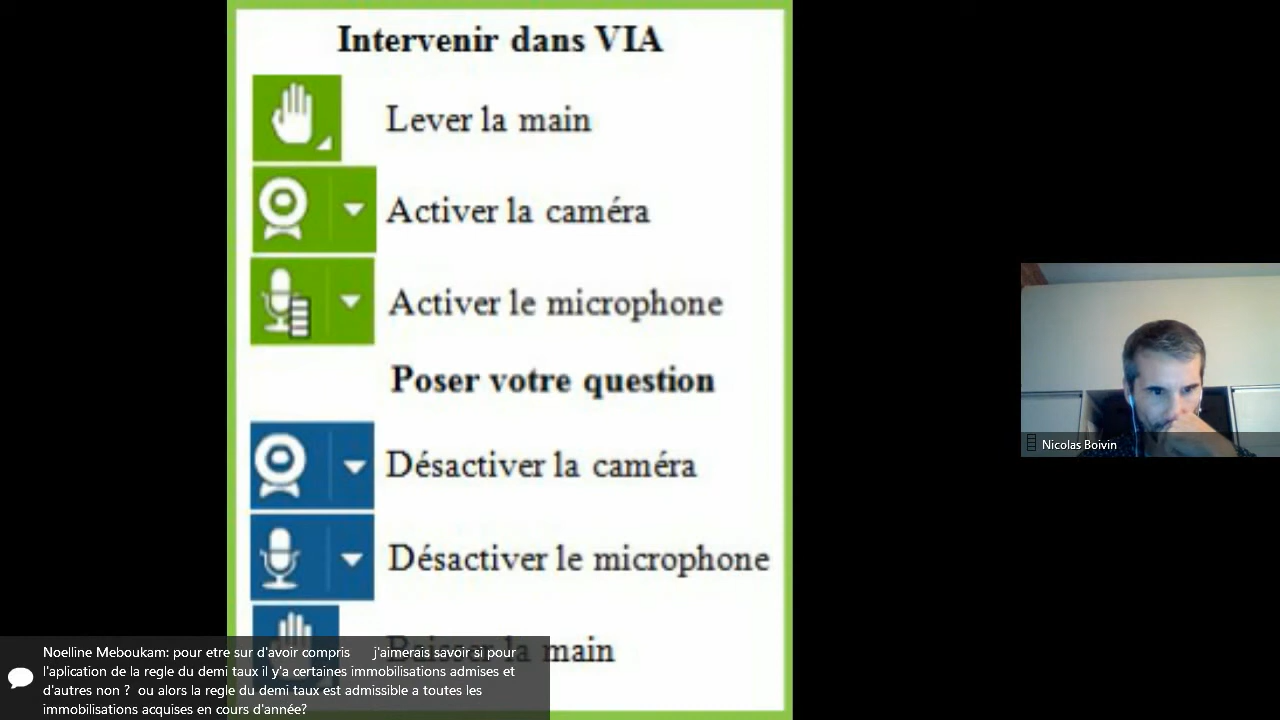 Intervenir dans VIA
Lever la main
Activer la caméra
Activer le microphone
Poser votre question
Désactiver la caméra
Désactiver le microphone
Baisser la main
Nicolas Boivin
Noelline Meboukam: pour etre sur d'avoir compris j'aimerais savoir si pour
l'aplication de la regle du demi taux il y'a certaines immobilisations admises et
d'autres non ? ou alors la regle du demi taux est admissible a toutes les
immobilisations acquises en cours d'année?